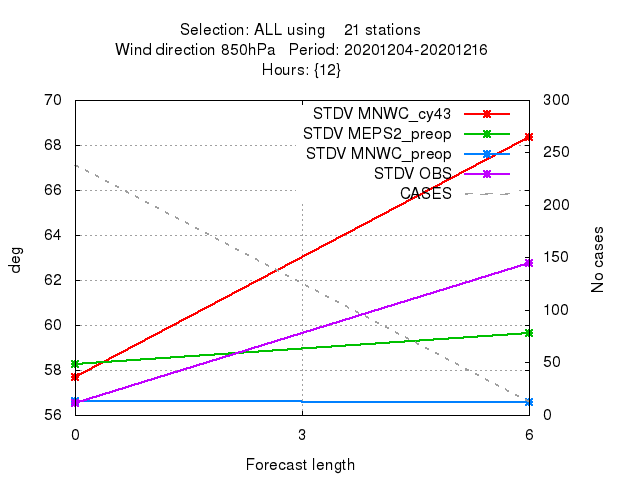 Selection: ALL using 21 stations
Wind direction 850hPa Period: 20201204-20201216
Hours: {12}
70
68
66
64
62
60
58
56
300
250
200
150
100
50
0
STDV MNWC_cy43
STDV MEPS2_preop
STDV MNWC_preop
STDV OBS
CASES
deg
No cases
0 3 6
Forecast length